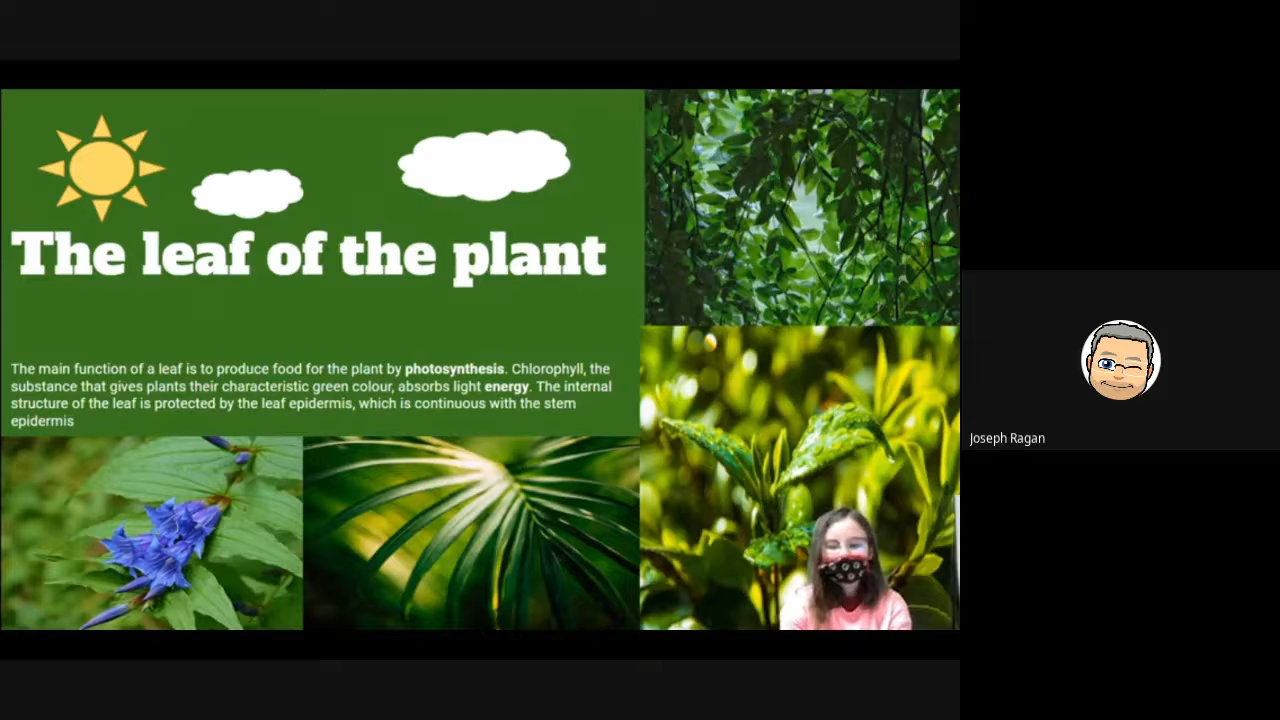 The leaf of the plant
The main function of a leaf is to produce food for the plant by photosynthesis. Chlorophyll, the
substance that gives plants their characteristic green colour, absorbs light energy. The internal
structure of the leaf is protected by the leaf epidermis, which is continuous with the stem
epidermis
Joseph Ragan